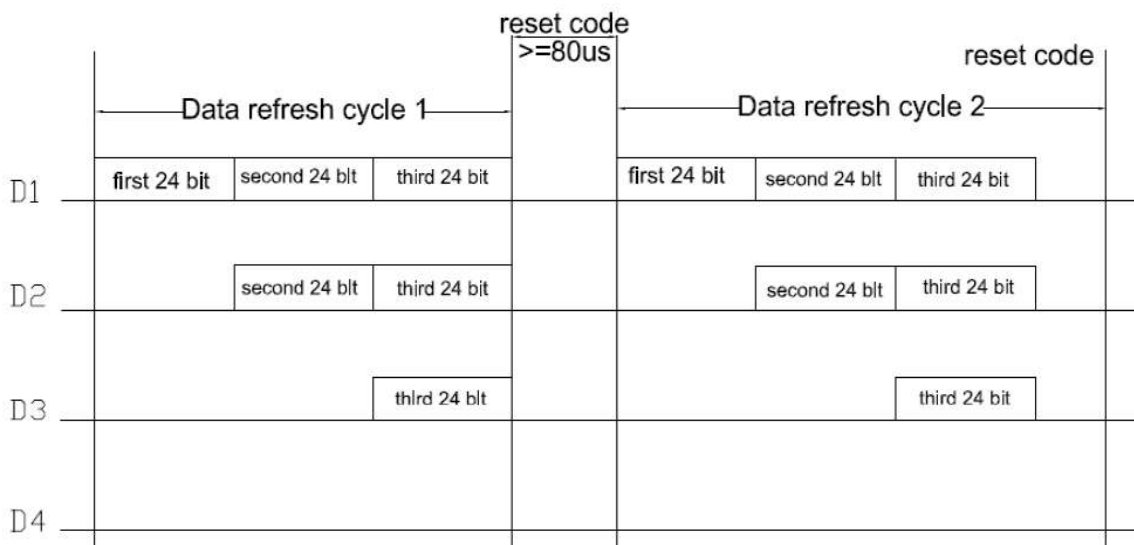 reset code
>=80us
reset code
Data refresh cycle 1
Data refresh cycle 2
D1
first 24 bit
second 24 blt
third 24 bit
first 24 bit
second 24 blt
third 24 bit
D2
second 24 blt
third 24 bit
second 24 blt
third 24 bit
D3
third 24 blt
third 24 bit
D4